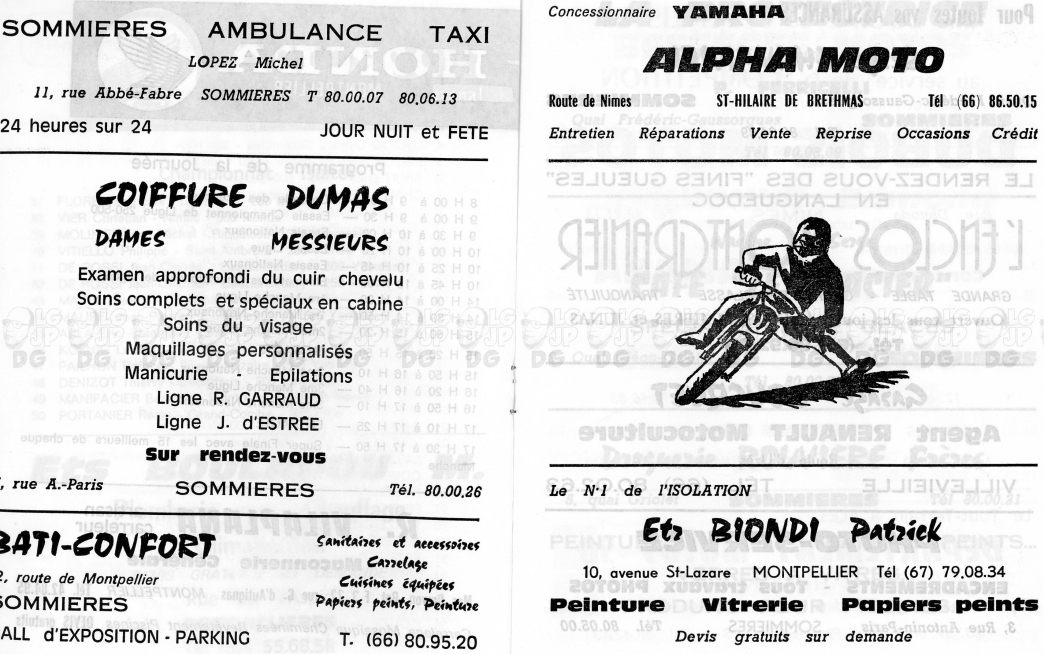 SOMMIERES AMBULANCE TAXI
LOPEZ Michel
11, rue Abbé-Fabre SOMMIERES T 80.00.07 80.06.13
24 heures sur 24 JOUR NUIT et FETE
COIFFURE DUMAS
DAMES MESSIEURS
Examen approfondi du cuir chevelu
Soins complets et spéciaux en cabine
Soins du visage
Maquillages personnalisés
Manicurie - Epilations
Ligne R. GARRAUD
Ligne J. d'ESTRÉE
Sur rendez-vous
, rue A.-Paris SOMMIERES Tél. 80.00.26
BATI-CONFORT
Sanitaires et accessoires
Carrelage
, route de Montpellier
Cuisines équipées
SOMMIERES
Papiers peints, Peinture
ALL d'EXPOSITION - PARKING T. (66) 80.95.20
Concessionnaire YAMAHA
ALPHA MOTO
Route de Nimes ST-HILAIRE DE BRETHMAS Tél (66) 86.50.15
Entretien Réparations Vente Reprise Occasions Crédit
Le N·1 de l'ISOLATION
Ets BIONDI Patrick
10, avenue St-Lazare MONTPELLIER Tél (67) 79.08.34
Peinture Vitrerie Papiers peints
Devis gratuits sur demande